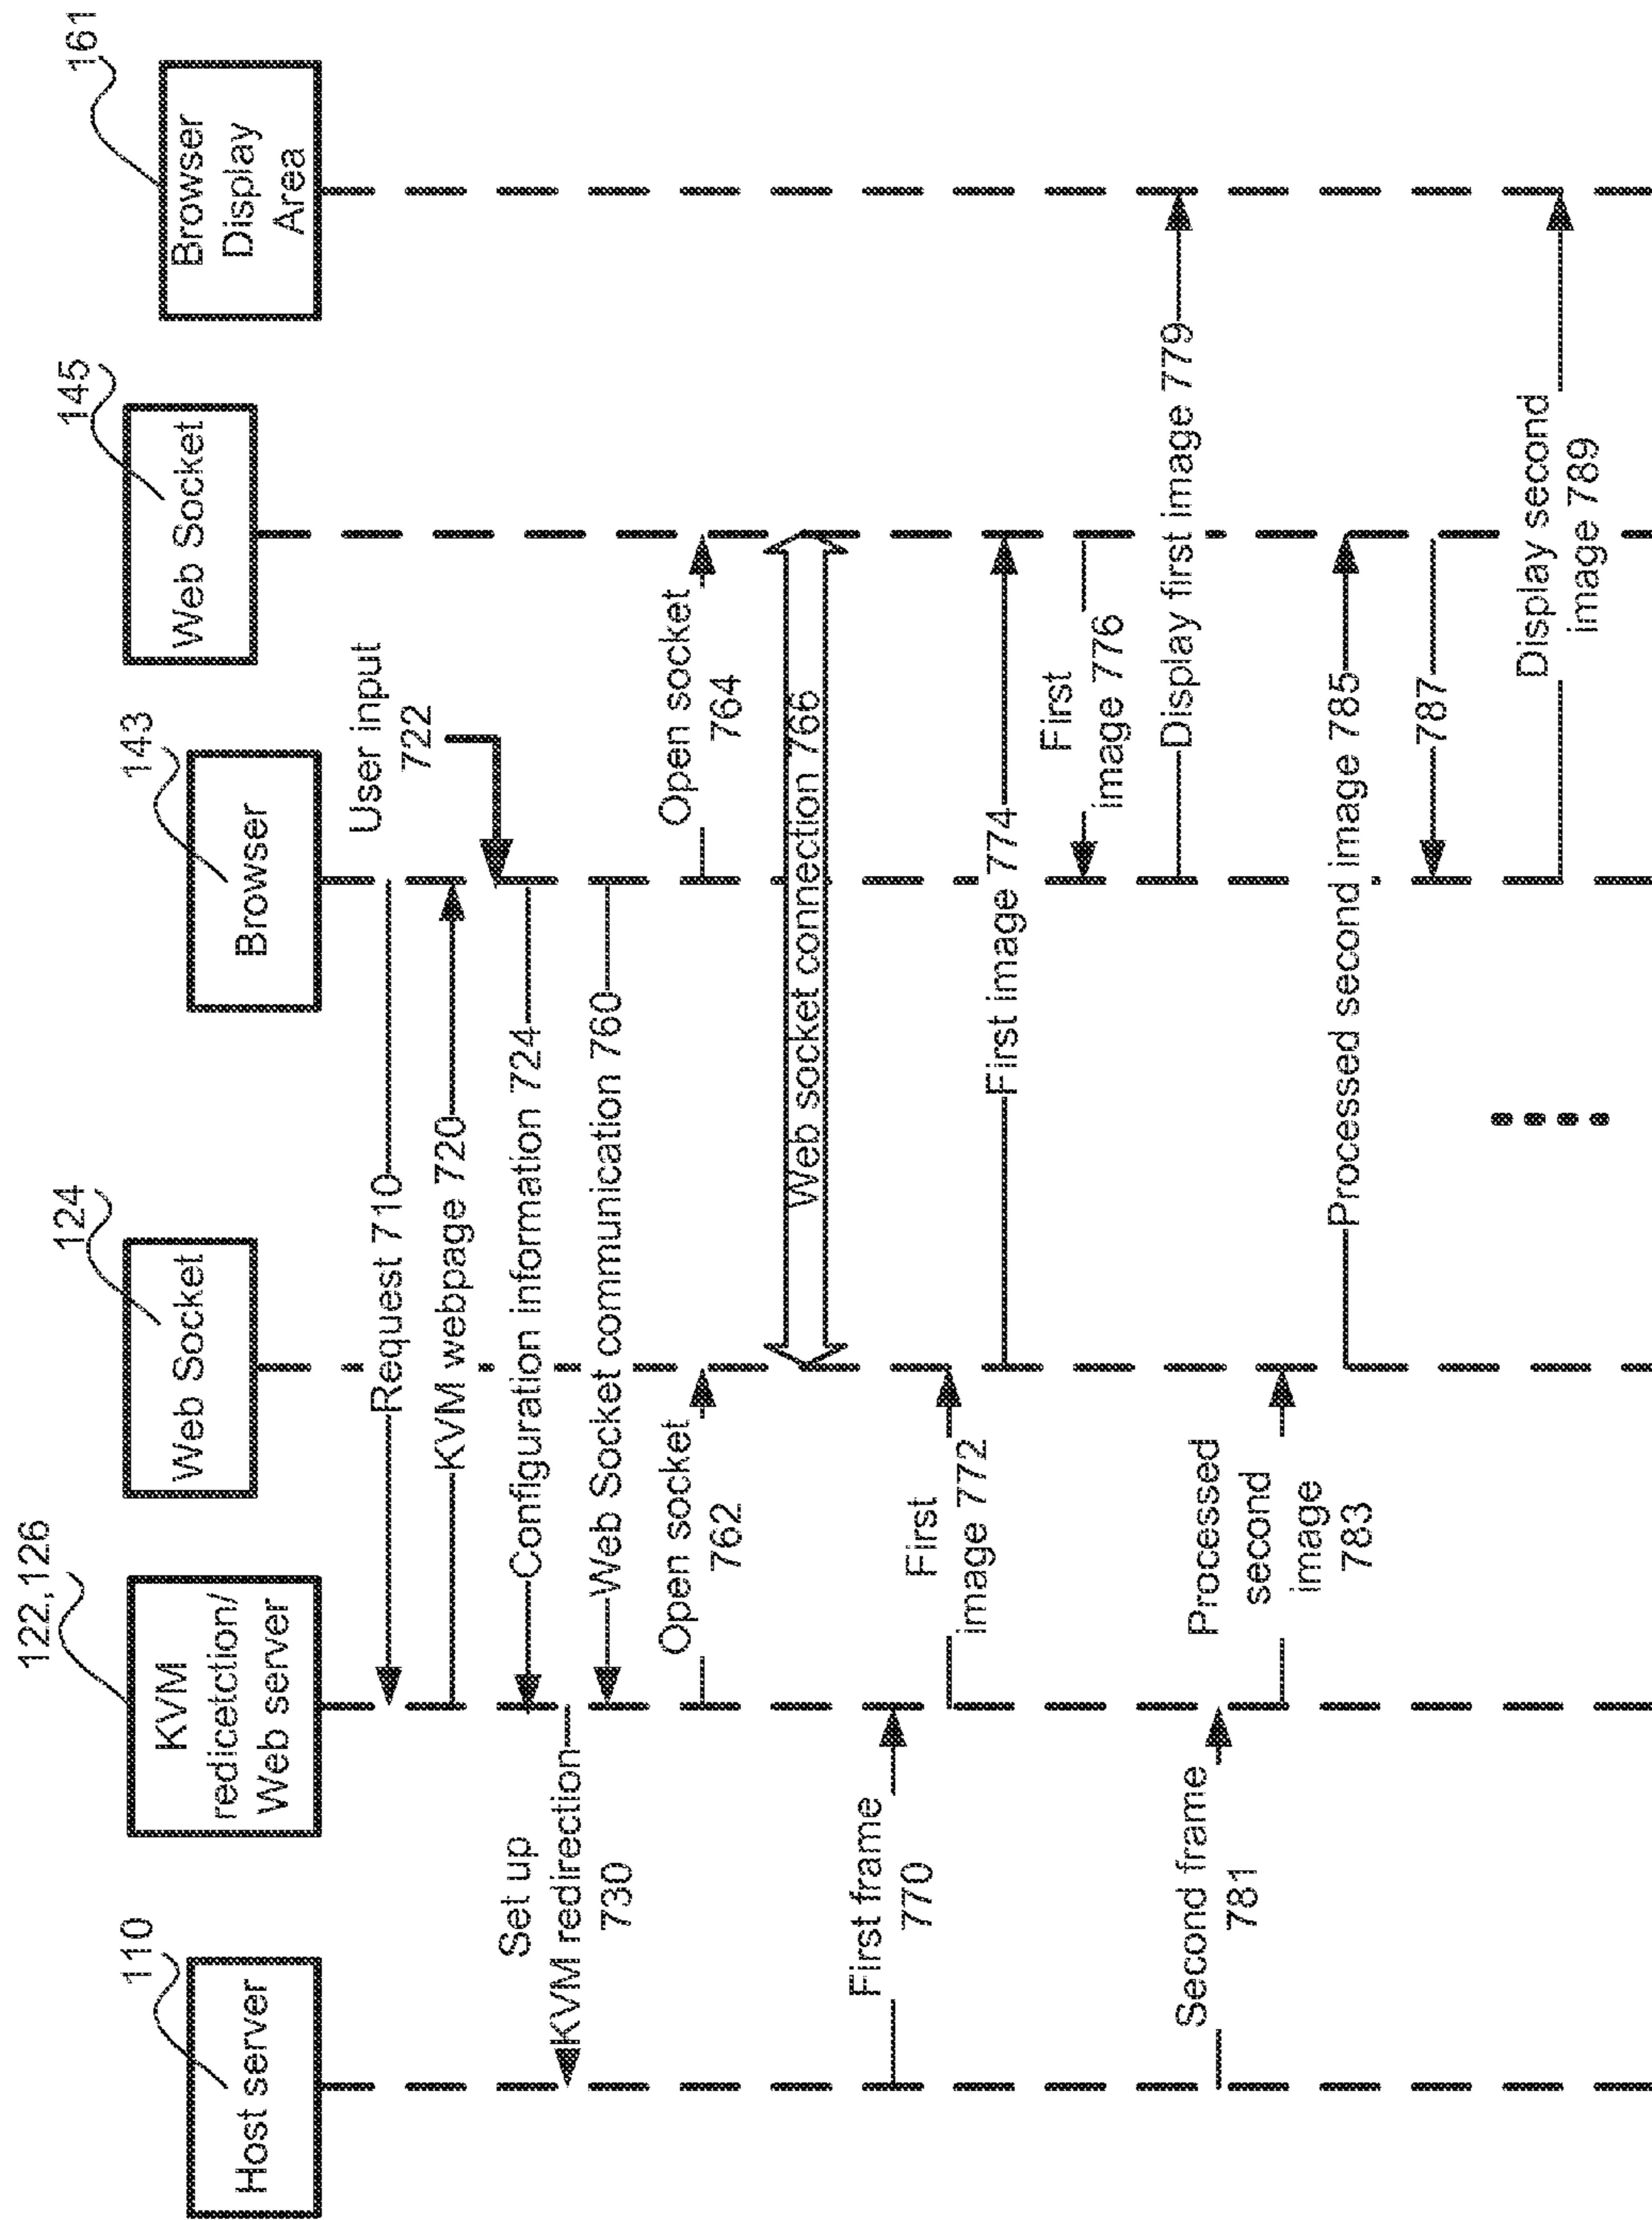 110
Host server
122,126
KVM
redicetction/
Web server
124
Web Socket
143
Browser
145
Web Socket
161
Browser
Display
Area
User input
722
Request 710
KVM webpage 720
Configuration information 724
Set up
KVM redirection
730
Web Socket communication 760
Open socket
762
Open socket
764
Web socket connection 766
First frame
770
First
image 772
First image 774
First
image 776
Display first image 779
Second frame
781
Processed
second
image
783
Processed second image 785
787
Display second
image 789